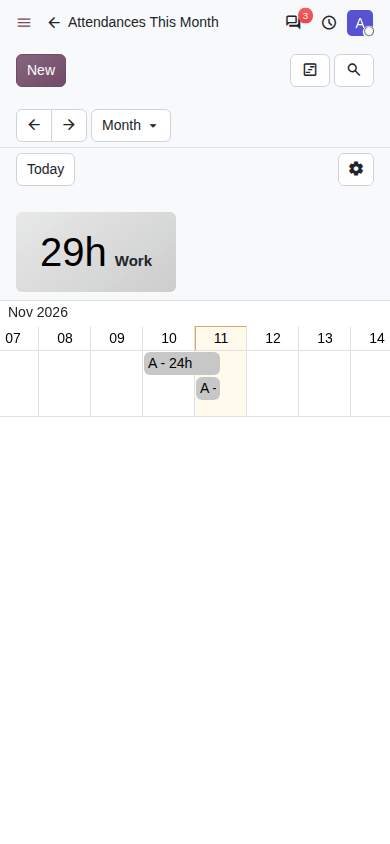 Attendances This Month
3
A
New
Month
Today
29h Work
Nov 2026
07 08 09 10 11 12 13 14
A - 24h
A -